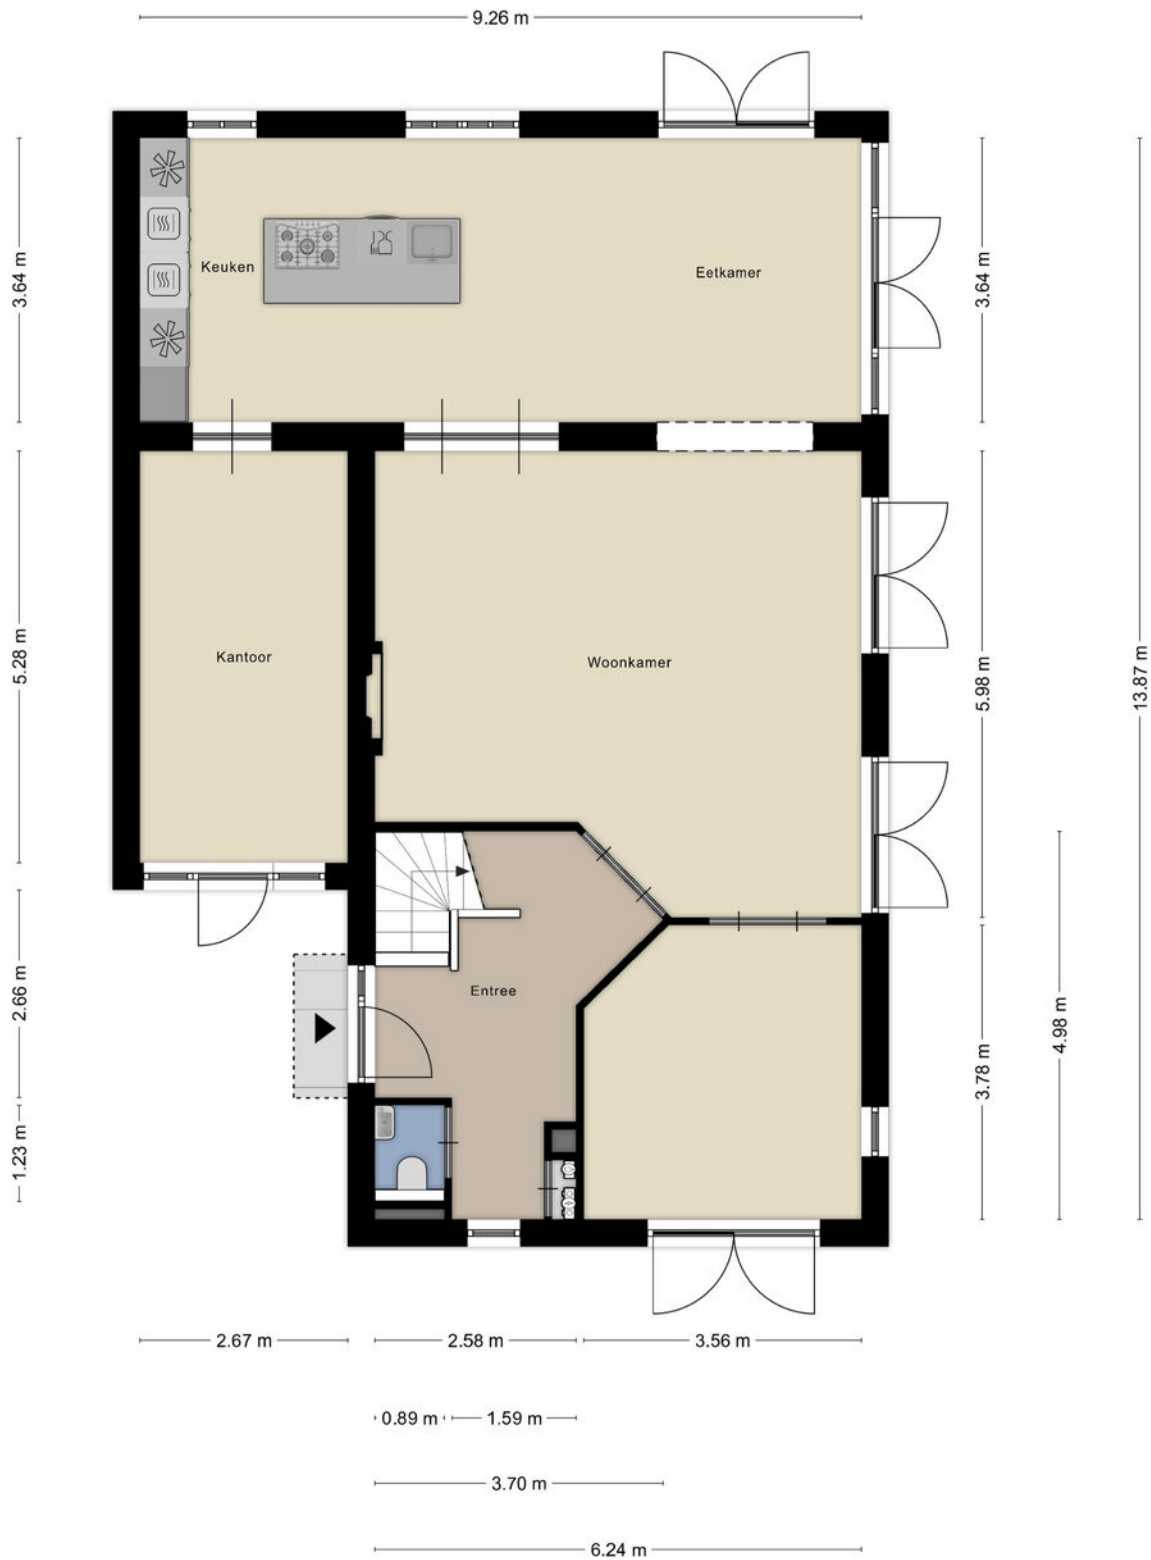 9.26 m
3.64 m
Keuken
Eetkamer
3.64 m
5.28 m
Kantoor
Woonkamer
5.98 m
13.87 m
2.66 m
Entree
4.98 m
3.78 m
1.23 m
2.67 m
2.58 m
3.56 m
0.89 m
1.59 m
3.70 m
6.24 m